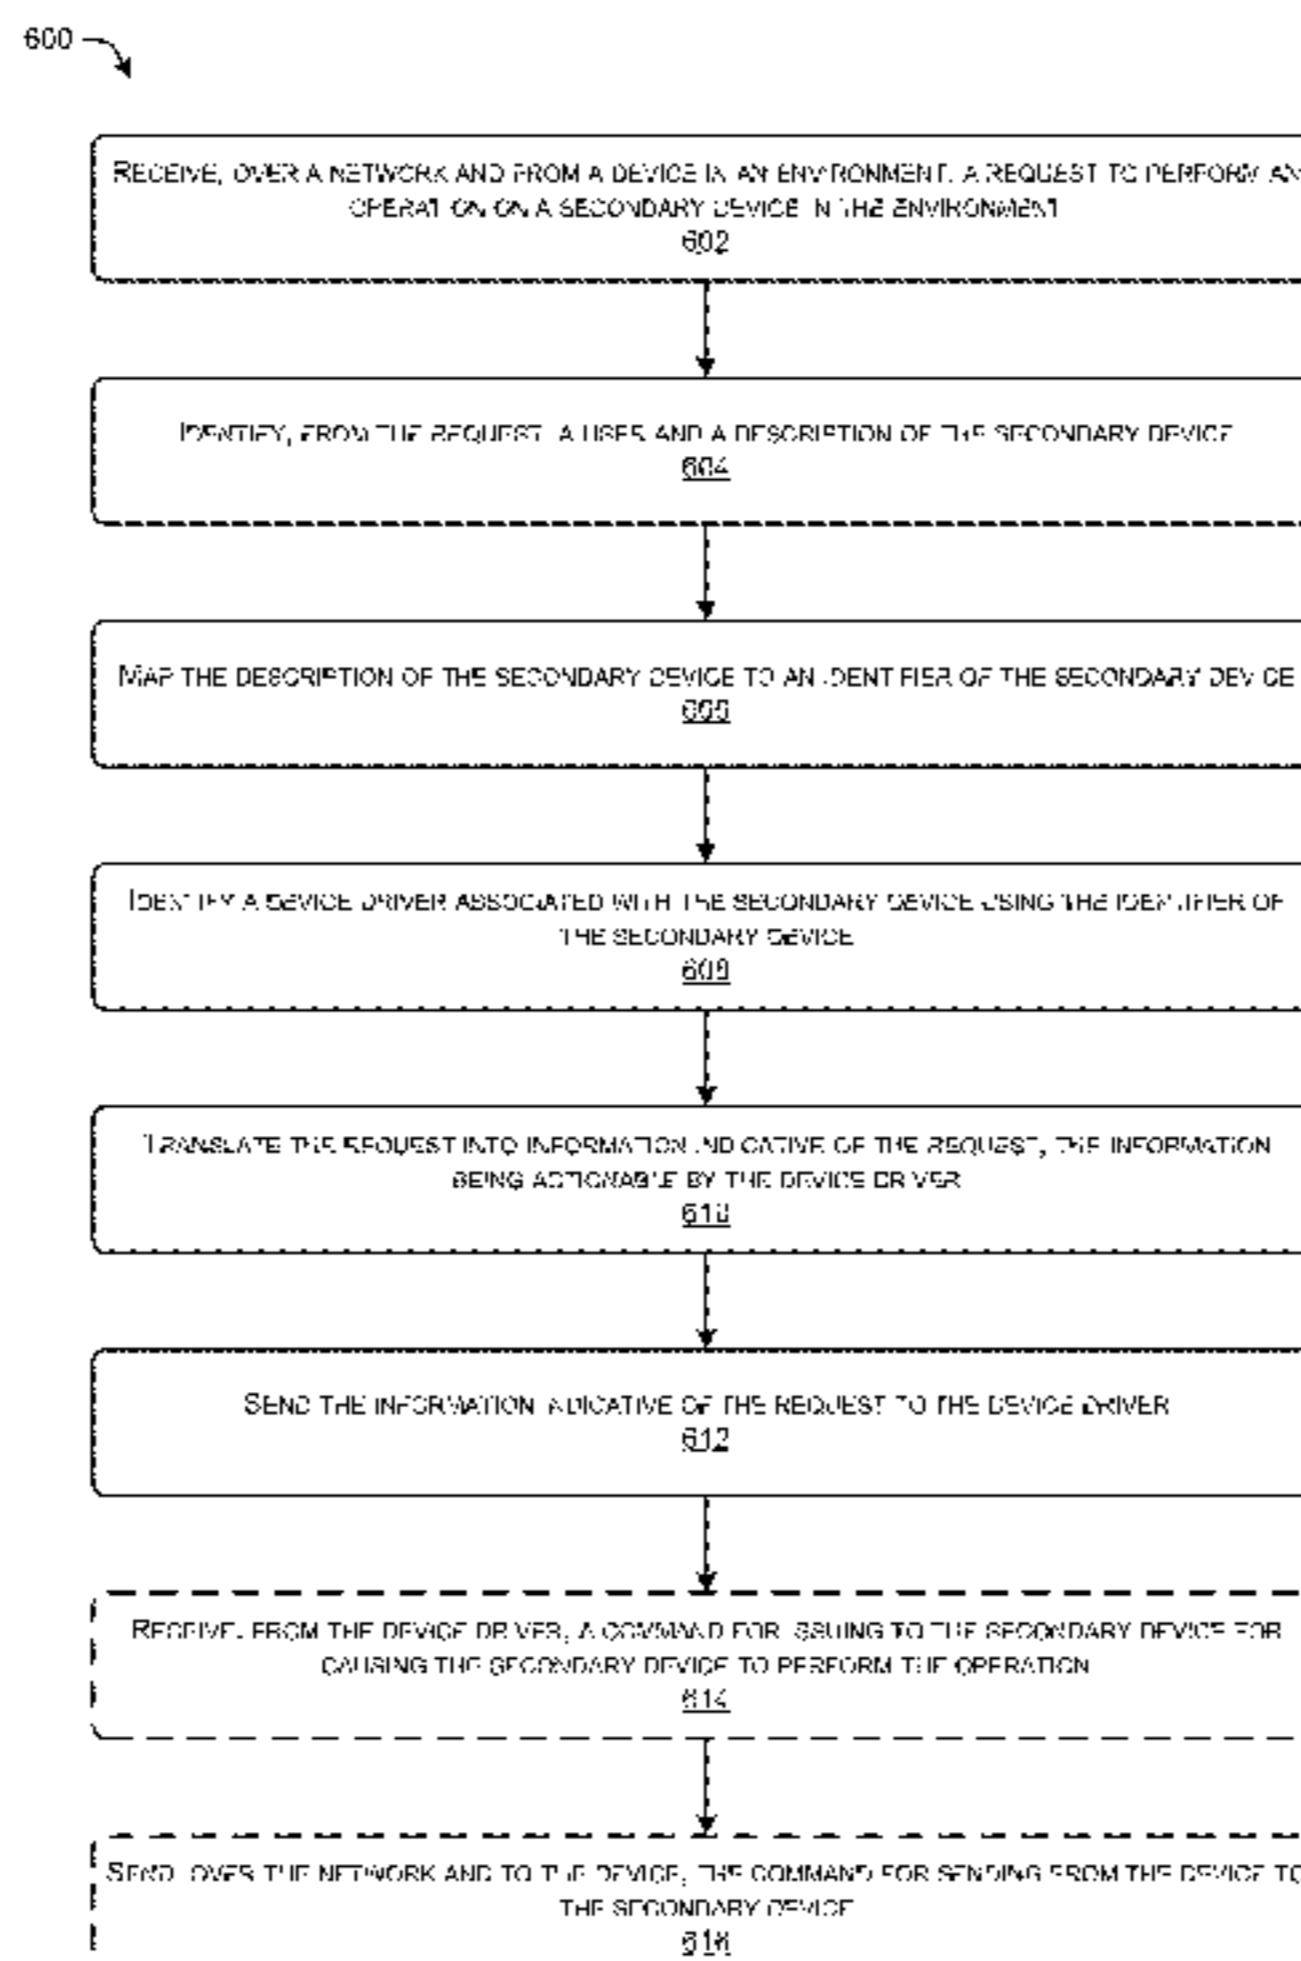 600
RECEIVE, OVER A NETWORK AND FROM A DEVICE IN AN ENVIRONMENT, A REQUEST TO PERFORM AN
OPERATION ON A SECONDARY DEVICE IN THE ENVIRONMENT
602
IDENTIFY, FROM THE REQUEST, A USER AND A DESCRIPTION OF THE SECONDARY DEVICE
604
MAP THE DESCRIPTION OF THE SECONDARY DEVICE TO AN IDENTIFIER OF THE SECONDARY DEVICE
606
IDENTIFY A DEVICE DRIVER ASSOCIATED WITH THE SECONDARY DEVICE USING THE IDENTIFIER OF
THE SECONDARY DEVICE
608
TRANSLATE THE REQUEST INTO INFORMATION INDICATIVE OF THE REQUEST, THE INFORMATION
BEING ACTIONABLE BY THE DEVICE DRIVER
610
SEND THE INFORMATION INDICATIVE OF THE REQUEST TO THE DEVICE DRIVER
612
RECEIVE, FROM THE DEVICE DRIVER, A COMMAND FOR ISSUING TO THE SECONDARY DEVICE FOR
CAUSING THE SECONDARY DEVICE TO PERFORM THE OPERATION
614
SEND, OVER THE NETWORK AND TO THE DEVICE, THE COMMAND FOR SENDING FROM THE DEVICE TO
THE SECONDARY DEVICE
616